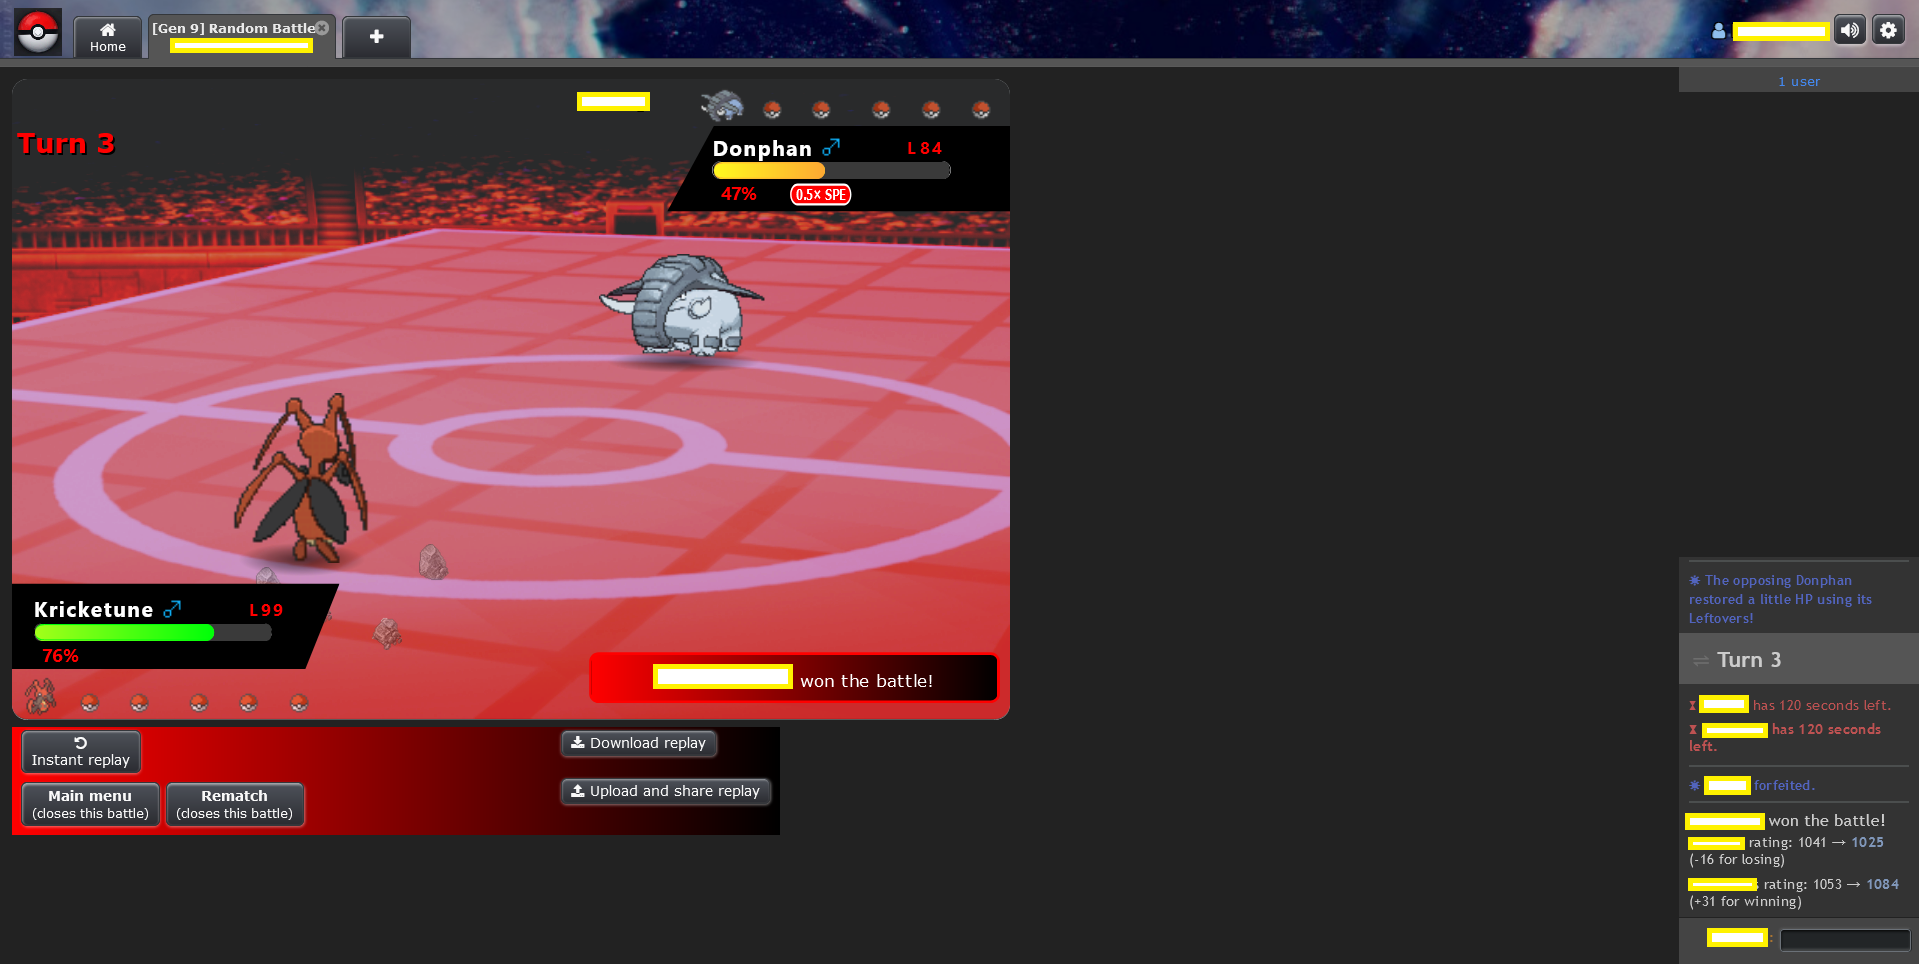 Home
[Gen 9] Random Battle
1 user
Turn 3
Donphan ♂ L84
47% 0.5× SPE
Kricketune ♂ L99
76%
won the battle!
Instant replay
Download replay
Main menu
(closes this battle)
Rematch
(closes this battle)
Upload and share replay
The opposing Donphan
restored a little HP using its
Leftovers!
Turn 3
has 120 seconds left.
has 120 seconds
left.
forfeited.
won the battle!
rating: 1041 → 1025
(-16 for losing)
rating: 1053 → 1084
(+31 for winning)
: